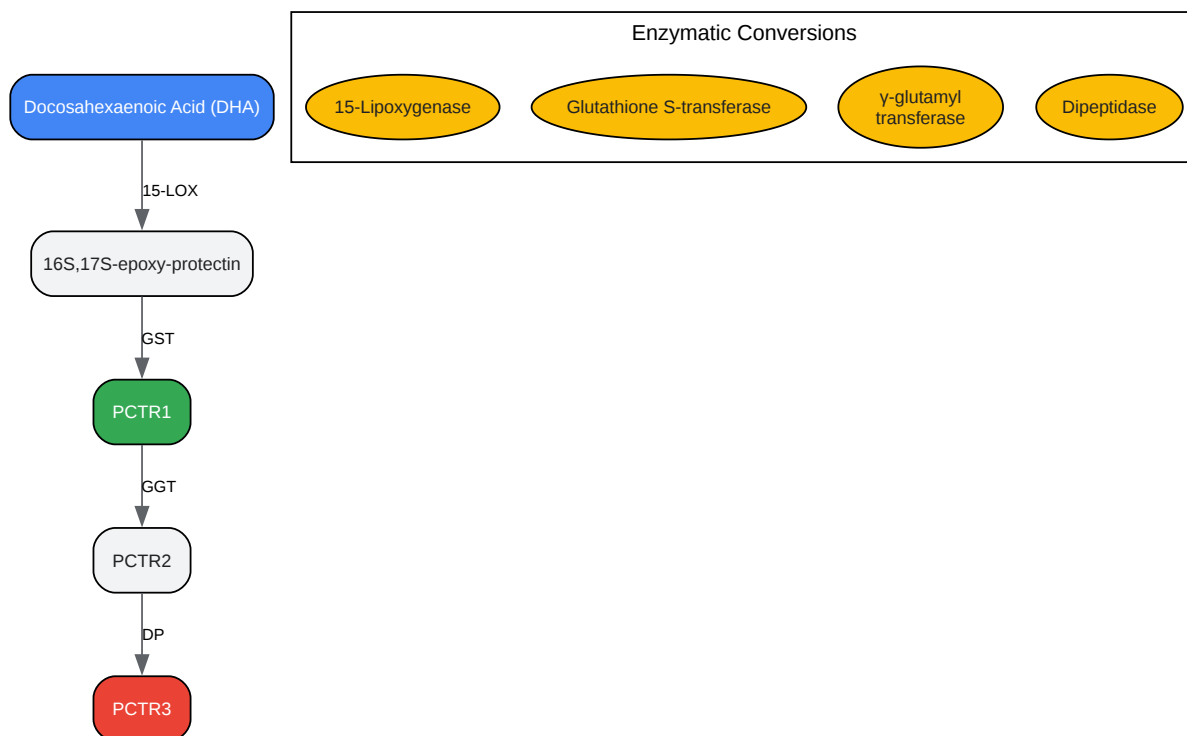 Enzymatic Conversions
Docosahexaenoic Acid (DHA)
15-Lipoxygenase
Glutathione S-transferase
γ-glutamyl
transferase
Dipeptidase
15-LOX
16S,17S-epoxy-protectin
GST
PCTR1
GGT
PCTR2
DP
PCTR3